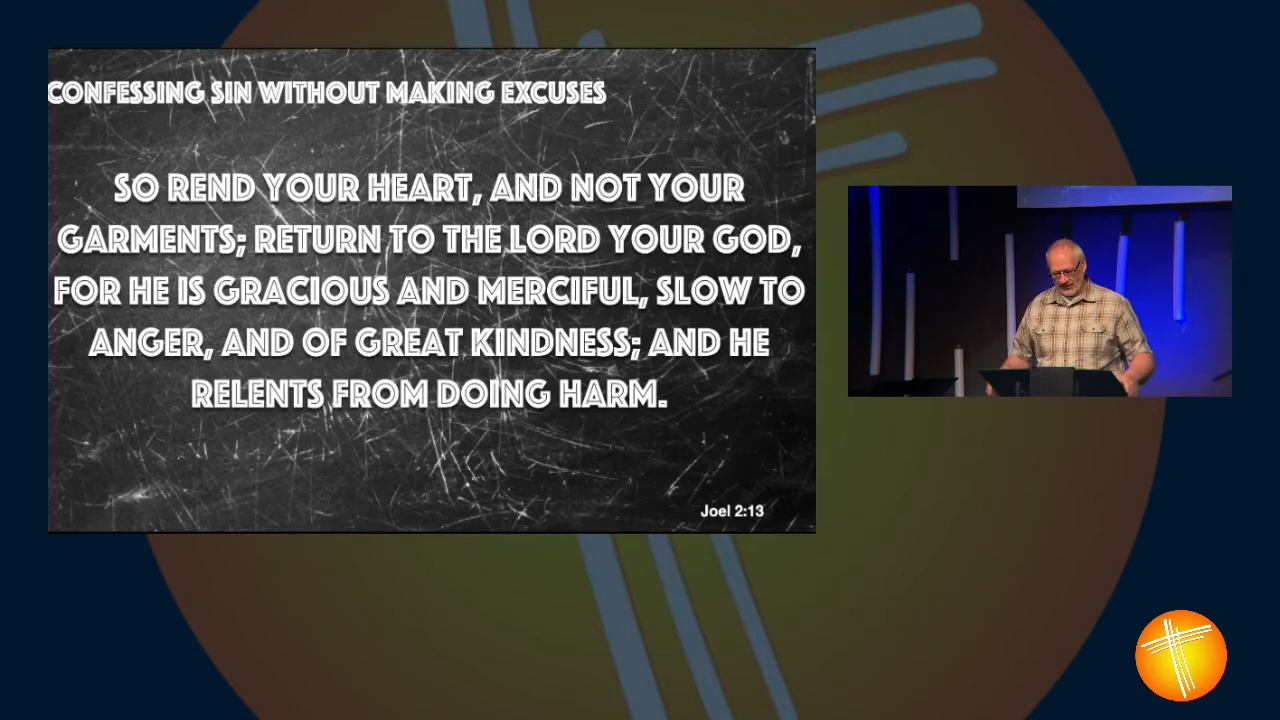 CONFESSING SIN WITHOUT MAKING EXCUSES
SO REND YOUR HEART, AND NOT YOUR
GARMENTS; RETURN TO THE LORD YOUR GOD,
FOR HE IS GRACIOUS AND MERCIFUL, SLOW TO
ANGER, AND OF GREAT KINDNESS; AND HE
RELENTS FROM DOING HARM.
Joel 2:13